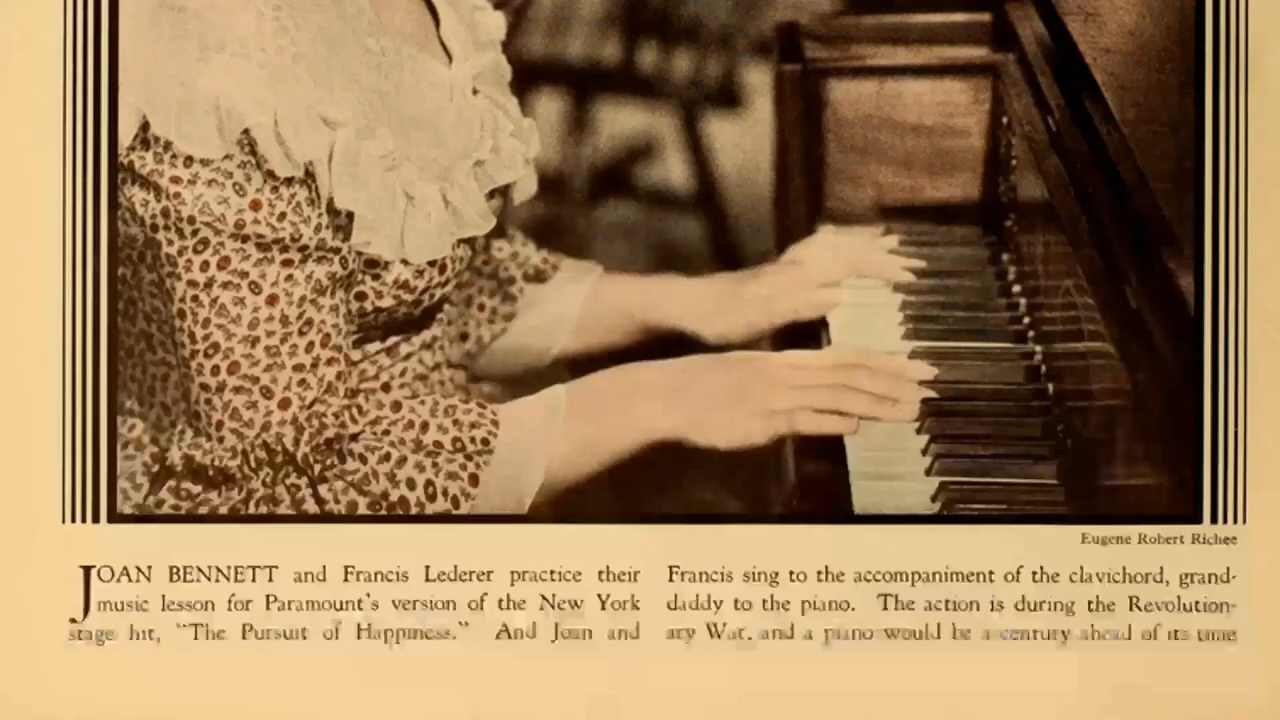 Eugene Robert Richee
JOAN BENNETT and Francis Lederer practice their
music lesson for Paramount's version of the New York
stage hit, "The Pursuit of Happiness." And Joan and
Francis sing to the accompaniment of the clavichord, grand-
daddy to the piano. The action is during the Revolution-
ary War, and a piano would be a century ahead of its time